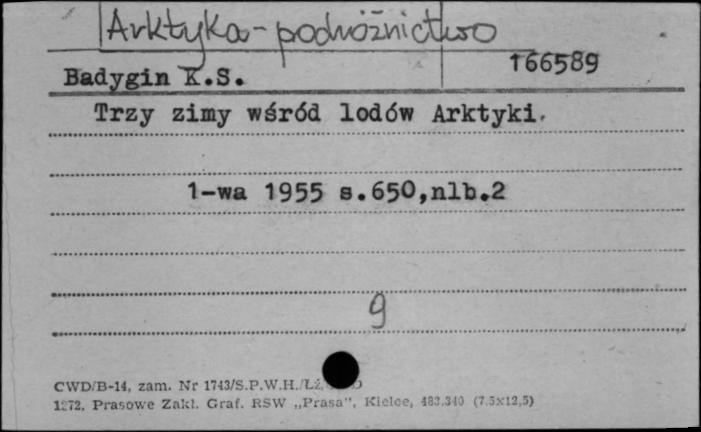 Arktyka - podróżnictwo
166589
Badygin K.S.
Trzy zimy wśród lodów Arktyki.
1-wa 1955 s.650,nlb.2
9
CWD/B-14, zam. Nr 1743/S.P.W.H./Łź.
1272. Prasowe Zakł. Graf. RSW „Prasa", Kielce, 483.340 (7.5x12,5)